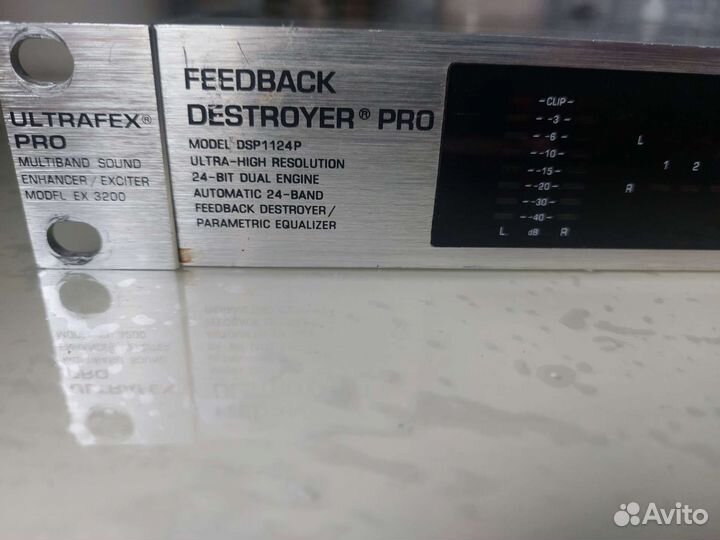 ULTRAFEX®
PRO
MULTIBAND SOUND
ENHANCER/EXCITER
MODEL EX 3200
FEEDBACK
DESTROYER® PRO
MODEL DSP1124P
ULTRA-HIGH RESOLUTION
24-BIT DUAL ENGINE
AUTOMATIC 24-BAND
FEEDBACK DESTROYER/
PARAMETRIC EQUALIZER
-CLIP-
--3
--6
--10
--15
--20
--30
--40
L dB R
L
1 2
R
Avito